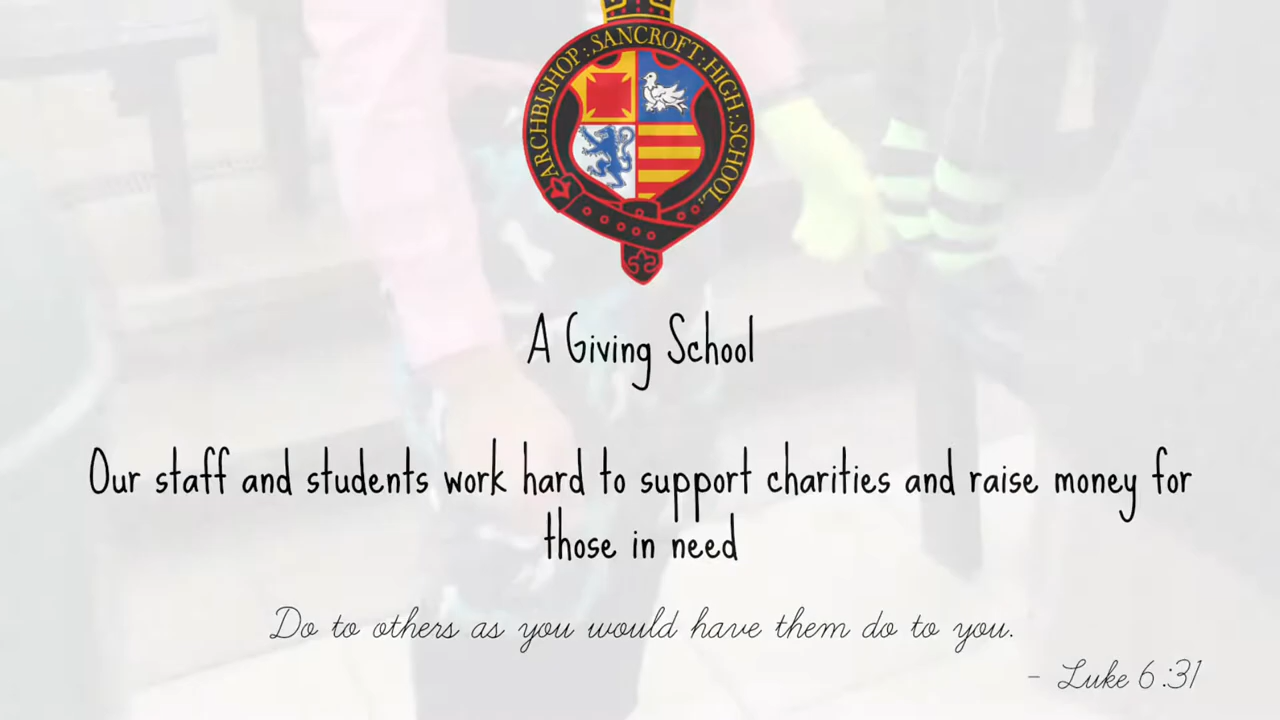 ARCHBISHOP:SANCROFT:HIGH:SCHOOL:
A Giving School
Our staff and students work hard to support charities and raise money for
those in need
Do to others as you would have them do to you.
- Luke 6:31